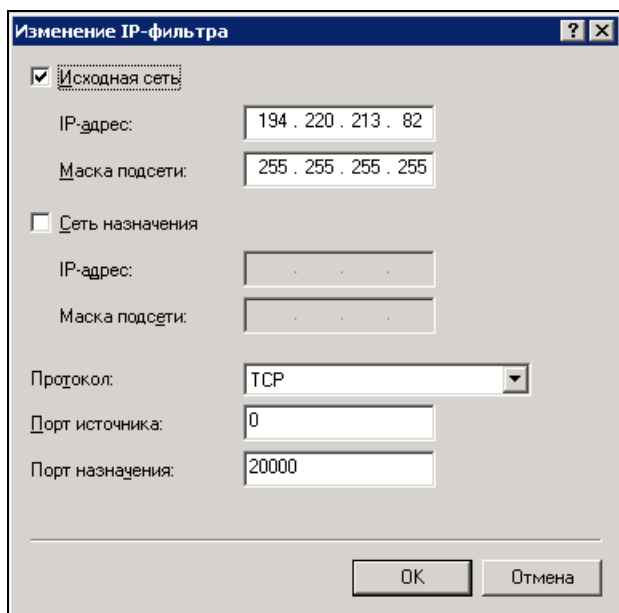 Изменение IP-фильтра
Исходная сеть
IP-адрес: 194 . 220 . 213 . 82
Маска подсети: 255 . 255 . 255 . 255
Сеть назначения
IP-адрес: . . .
Маска подсети: . . .
Протокол: TCP
Порт источника: 0
Порт назначения: 20000
OK Отмена